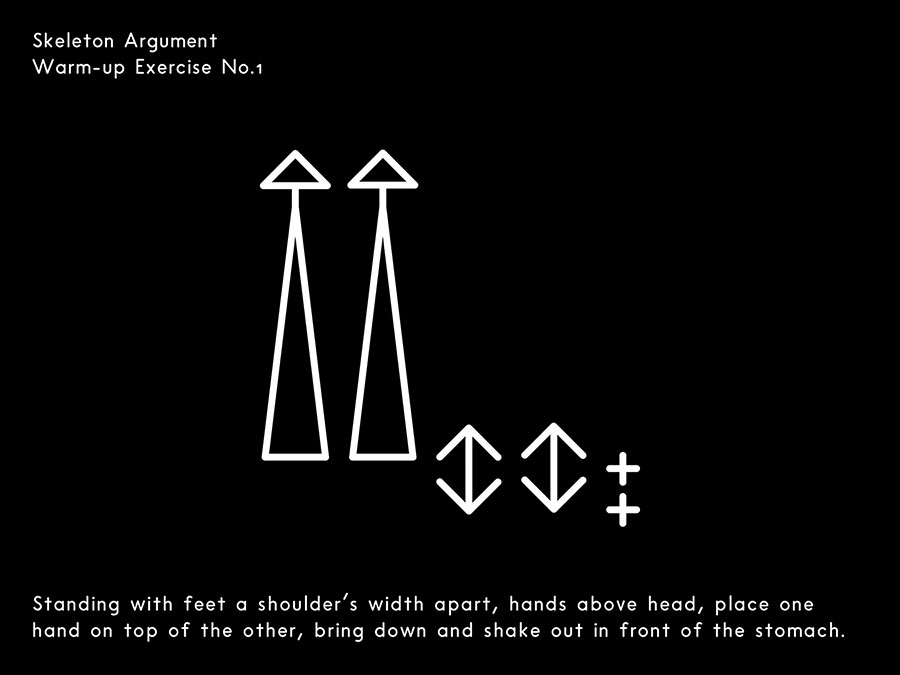 Skeleton Argument
Warm-up Exercise No.1
Standing with feet a shoulder's width apart, hands above head, place one
hand on top of the other, bring down and shake out in front of the stomach.